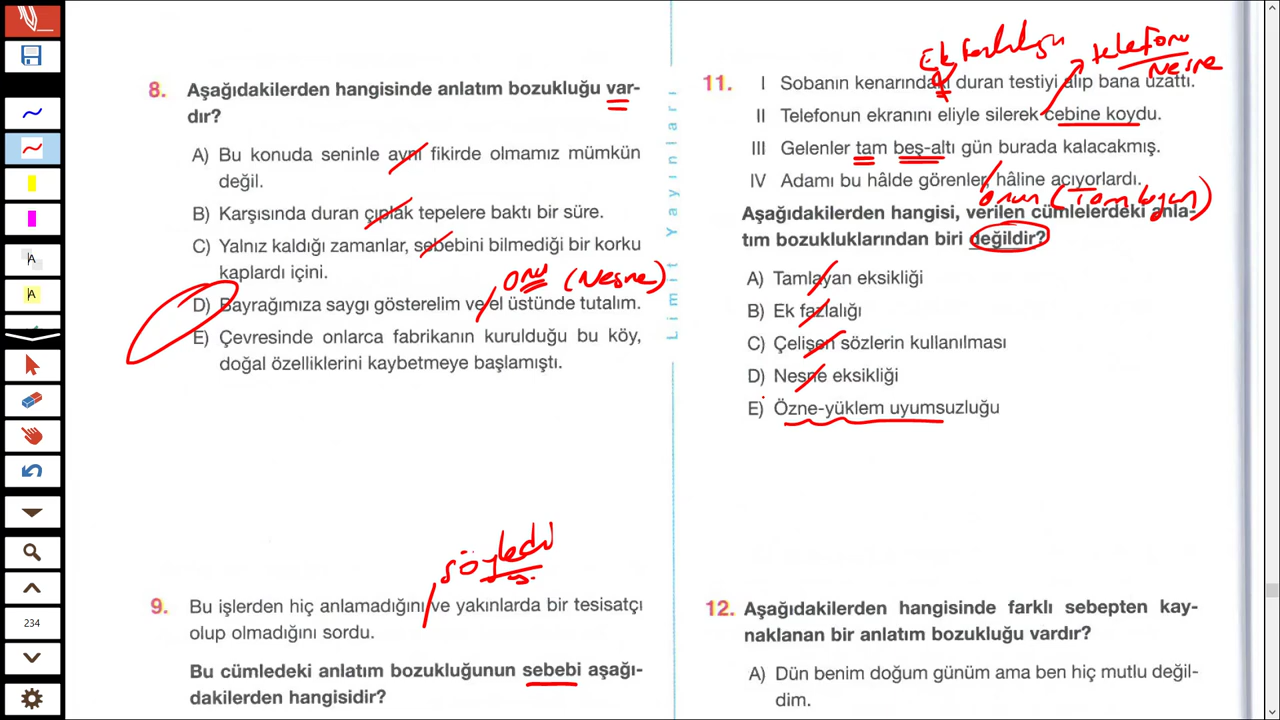 8. Aşağıdakilerden hangisinde anlatım bozukluğu var-
dır?
A) Bu konuda seninle aynı fikirde olmamız mümkün
değil.
B) Karşısında duran çıplak tepelere baktı bir süre.
C) Yalnız kaldığı zamanlar, sebebini bilmediği bir korku
kaplardı içini.
onu (Nesne)
D) Bayrağımıza saygı gösterelim ve el üstünde tutalım.
E) Çevresinde onlarca fabrikanın kurulduğu bu köy,
doğal özelliklerini kaybetmeye başlamıştı.
söyledi
9. Bu işlerden hiç anlamadığını ve yakınlarda bir tesisatçı
olup olmadığını sordu.
Bu cümledeki anlatım bozukluğunun sebebi aşağı-
dakilerden hangisidir?
Limit Yayınları
Ek fazlalığı
telefonu
Nesne
11. I Sobanın kenarındaki duran testiyi alıp bana uzattı.
II Telefonun ekranını eliyle silerek cebine koydu.
III Gelenler tam beş-altı gün burada kalacakmış.
IV Adamı bu hâlde görenler, hâline acıyorlardı.
onun (Tamlayan)
Aşağıdakilerden hangisi, verilen cümlelerdeki anla-
tım bozukluklarından biri değildir?
A) Tamlayan eksikliği
B) Ek fazlalığı
C) Çelişen sözlerin kullanılması
D) Nesne eksikliği
E) Özne-yüklem uyumsuzluğu
12. Aşağıdakilerden hangisinde farklı sebepten kay-
naklanan bir anlatım bozukluğu vardır?
A) Dün benim doğum günüm ama ben hiç mutlu değil-
dim.
A
A
234